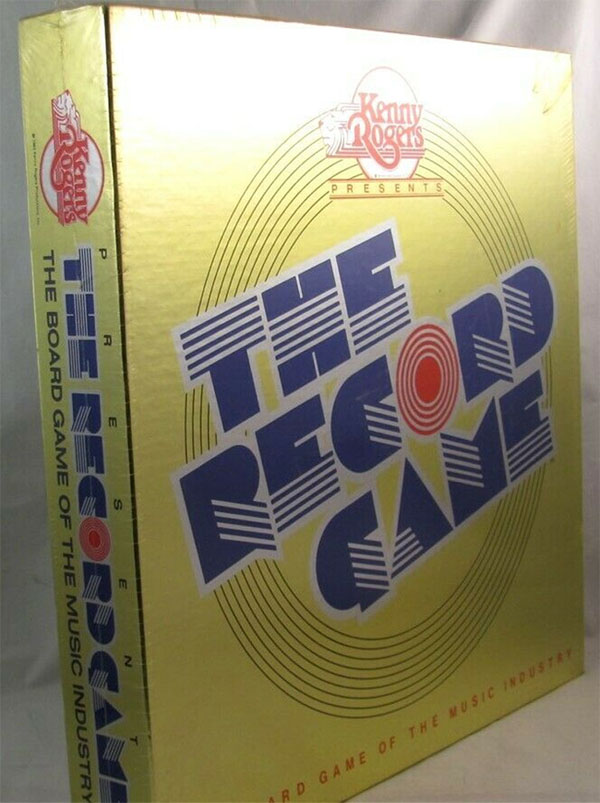 Kenny
Rogers
PRESENTS
THE
RECORD
GAME
ARD GAME OF THE MUSIC INDUSTRY
Kenny
Rogers
PRESENT
THE RECORD GAM
THE BOARD GAME OF THE MUSIC INDUSTRY